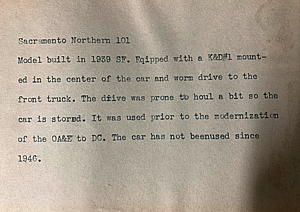 Sacramento Northern 101
Model built in 1939 SF. Eqipped with a K&D#1 mount-
ed in the center of the car and worm drive to the
front truck. The drive was prone to houl a bit so the
car is stored. It was used prior to the modernization
of the OA&E to DC. The car has not beenused since
1946.